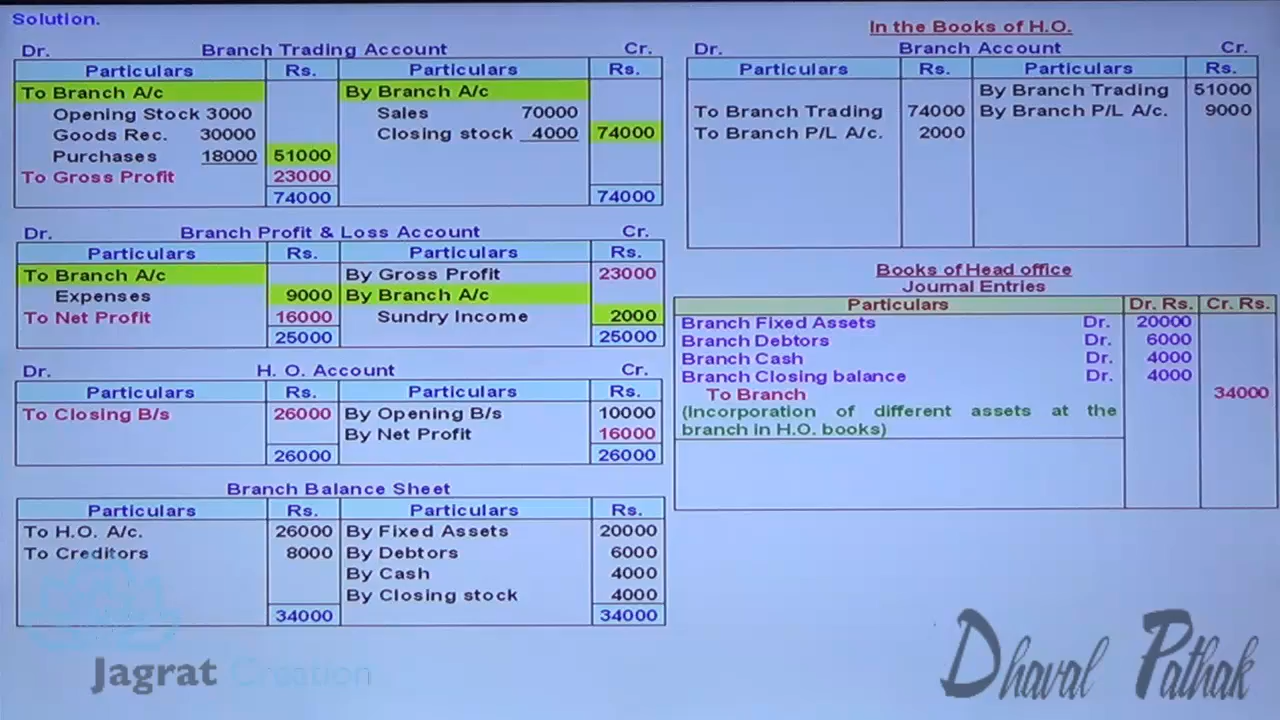 Solution.
Dr. Branch Trading Account Cr.
Particulars Rs. Particulars Rs.
To Branch A/c By Branch A/c
Opening Stock 3000 Sales 70000
Goods Rec. 30000 Closing stock 4000 74000
Purchases 18000 51000
To Gross Profit 23000
74000 74000
Dr. Branch Profit & Loss Account Cr.
Particulars Rs. Particulars Rs.
To Branch A/c By Gross Profit 23000
Expenses 9000 By Branch A/c
To Net Profit 16000 Sundry Income 2000
25000 25000
Dr. H. O. Account Cr.
Particulars Rs. Particulars Rs.
To Closing B/s 26000 By Opening B/s 10000
By Net Profit 16000
26000 26000
Branch Balance Sheet
Particulars Rs. Particulars Rs.
To H.O. A/c. 26000 By Fixed Assets 20000
To Creditors 8000 By Debtors 6000
By Cash 4000
By Closing stock 4000
34000 34000
In the Books of H.O.
Dr. Branch Account Cr.
Particulars Rs. Particulars Rs.
By Branch Trading 51000
To Branch Trading 74000 By Branch P/L A/c. 9000
To Branch P/L A/c. 2000
Books of Head office
Journal Entries
Particulars Dr. Rs. Cr. Rs.
Branch Fixed Assets Dr. 20000
Branch Debtors Dr. 6000
Branch Cash Dr. 4000
Branch Closing balance Dr. 4000
To Branch 34000
(Incorporation of different assets at the
branch in H.O. books)
Jagrat Creation
Dhaval Pathak